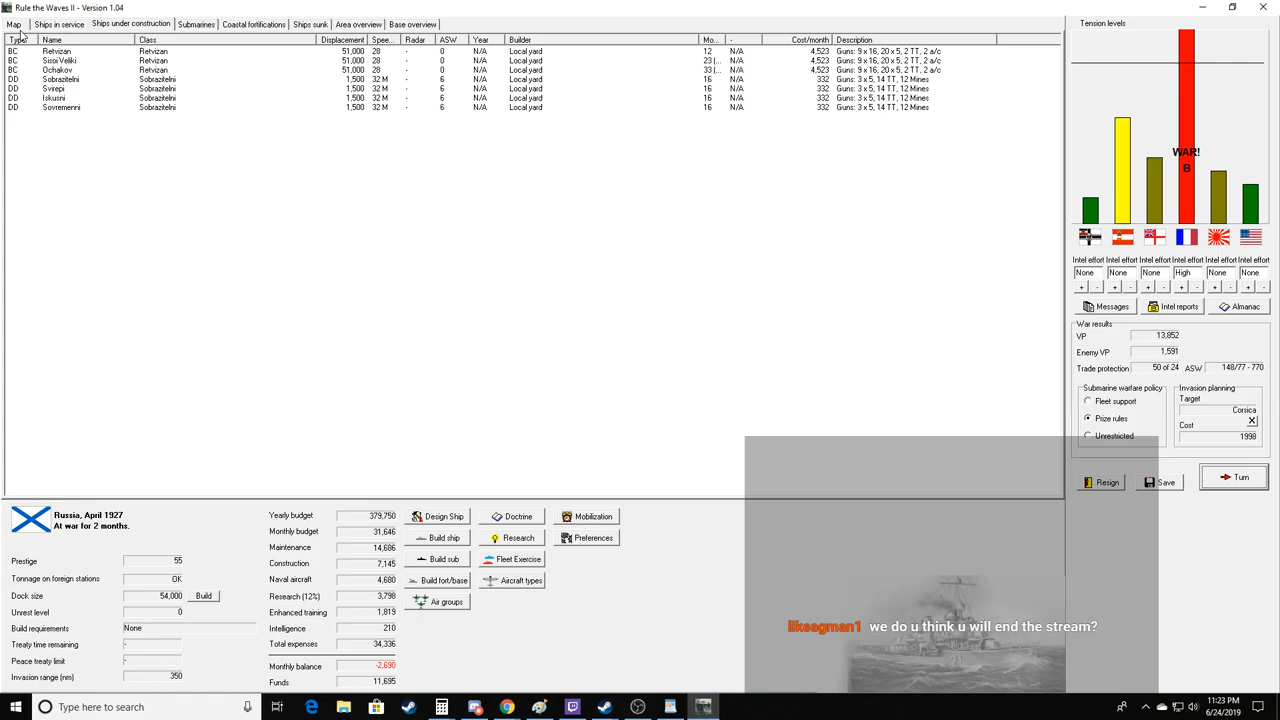 Rule the Waves II - Version 1.04
Map Ships in service Ships under construction Submarines Coastal fortifications Ships sunk Area overview Base overview
Type Name Class Displacement Spee... Radar ASW Year Builder Mo... - Cost/month Description
BC Retvizan Retvizan 51,000 28 - 0 N/A Local yard 12 N/A 4,523 Guns: 9 x 16, 20 x 5, 2 TT, 2 a/c
BC Sisoi Veliki Retvizan 51,000 28 - 0 N/A Local yard 23 (... N/A 4,523 Guns: 9 x 16, 20 x 5, 2 TT, 2 a/c
BC Ochakov Retvizan 51,000 28 - 0 N/A Local yard 33 (... N/A 4,523 Guns: 9 x 16, 20 x 5, 2 TT, 2 a/c
DD Sobrazitelni Sobrazitelni 1,500 32 M - 6 N/A Local yard 16 N/A 332 Guns: 3 x 5, 14 TT, 12 Mines
DD Svirepi Sobrazitelni 1,500 32 M - 6 N/A Local yard 16 N/A 332 Guns: 3 x 5, 14 TT, 12 Mines
DD Iskusni Sobrazitelni 1,500 32 M - 6 N/A Local yard 16 N/A 332 Guns: 3 x 5, 14 TT, 12 Mines
DD Sovremenni Sobrazitelni 1,500 32 M - 6 N/A Local yard 16 N/A 332 Guns: 3 x 5, 14 TT, 12 Mines
Tension levels
WAR!
B
Intel effort Intel effort Intel effort Intel effort Intel effort Intel effort
None None None High None None
+ - + - + - + - + - + -
Messages Intel reports Almanac
War results
VP 13,852
Enemy VP 1,591
Trade protection 50 of 24 ASW 148/77 - 770
Submarine warfare policy
Fleet support
Prize rules
Unrestricted
Invasion planning
Target
Corsica
Cost
1998
Resign Save Turn
Russia, April 1927
At war for 2 months.
Prestige 55
Tonnage on foreign stations OK
Dock size 54,000 Build
Unrest level 0
Build requirements None
Treaty time remaining -
Peace treaty limit -
Invasion range (nm) 350
Yearly budget 379,750
Monthly budget 31,646
Maintenance 14,686
Construction 7,145
Naval aircraft 4,680
Research (12%) 3,798
Enhanced training 1,819
Intelligence 210
Total expenses 34,336
Monthly balance -2,690
Funds 11,695
Design Ship Doctrine Mobilization
Build ship Research Preferences
Build sub Fleet Exercise
Build fort/base Aircraft types
Air groups
likeagman1 we do u think u will end the stream?
Type here to search
11:23 PM
6/24/2019